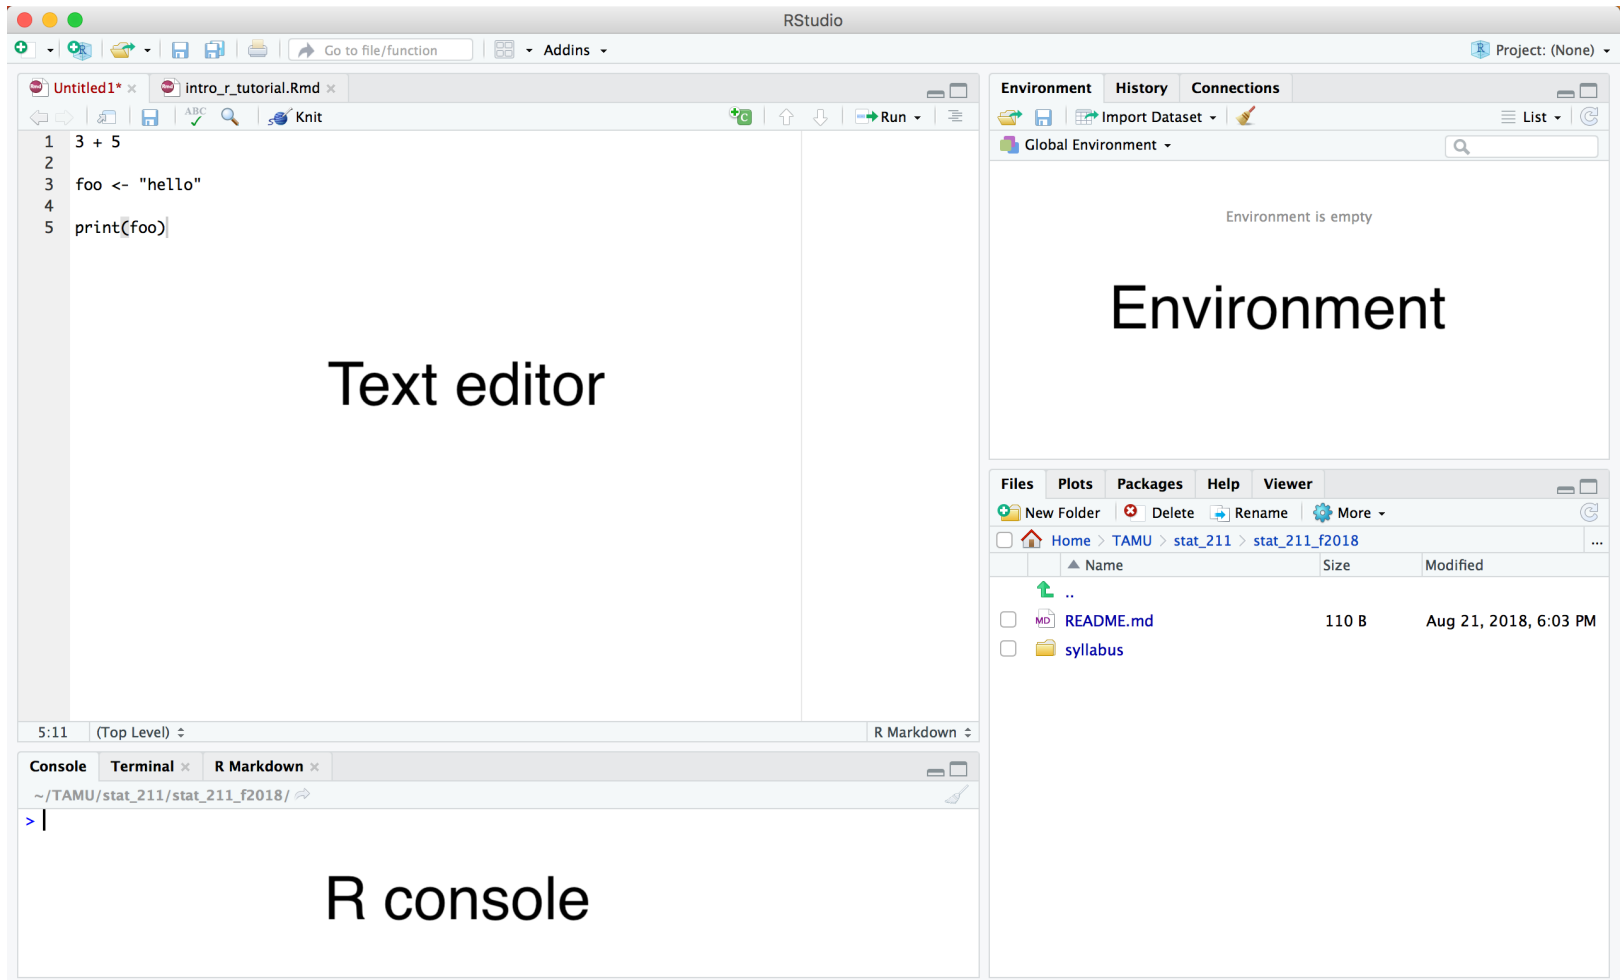 RStudio
Go to file/function
Addins
Project: (None)
Untitled1* ×
intro_r_tutorial.Rmd ×
ABC
Knit
Run
1 3 + 5
2
3 foo <- "hello"
4
5 print(foo)
Text editor
5:11 (Top Level)
R Markdown
Console Terminal × R Markdown ×
~/TAMU/stat_211/stat_211_f2018/
>
R console
Environment History Connections
Import Dataset
List
Global Environment
Environment is empty
Environment
Files Plots Packages Help Viewer
New Folder Delete Rename More
Home > TAMU > stat_211 > stat_211_f2018 ...
Name Size Modified
..
MD README.md 110 B Aug 21, 2018, 6:03 PM
syllabus